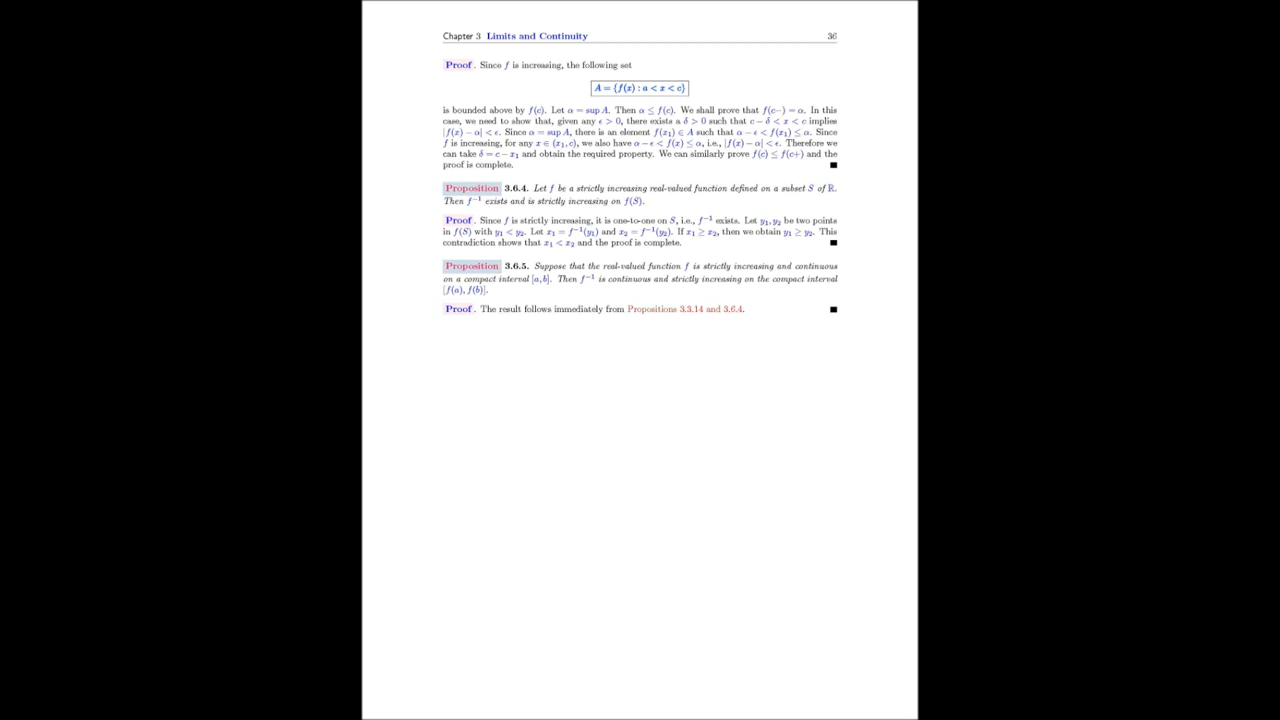 Chapter 3 Limits and Continuity 36
Proof. Since f is increasing, the following set
A = {f(x) : a < x < c}
is bounded above by f(c). Let α = sup A. Then α ≤ f(c). We shall prove that f(c−) = α. In this
case, we need to show that, given any ϵ > 0, there exists a δ > 0 such that c − δ < x < c implies
|f(x) − α| < ϵ. Since α = sup A, there is an element f(x₁) ∈ A such that α − ϵ < f(x₁) ≤ α. Since
f is increasing, for any x ∈ (x₁, c), we also have α − ϵ < f(x) ≤ α, i.e., |f(x) − α| < ϵ. Therefore we
can take δ = c − x₁ and obtain the required property. We can similarly prove f(c) ≤ f(c+) and the
proof is complete. ■
Proposition 3.6.4. Let f be a strictly increasing real-valued function defined on a subset S of ℝ.
Then f⁻¹ exists and is strictly increasing on f(S).
Proof. Since f is strictly increasing, it is one-to-one on S, i.e., f⁻¹ exists. Let y₁, y₂ be two points
in f(S) with y₁ < y₂. Let x₁ = f⁻¹(y₁) and x₂ = f⁻¹(y₂). If x₁ ≥ x₂, then we obtain y₁ ≥ y₂. This
contradiction shows that x₁ < x₂ and the proof is complete. ■
Proposition 3.6.5. Suppose that the real-valued function f is strictly increasing and continuous
on a compact interval [a, b]. Then f⁻¹ is continuous and strictly increasing on the compact interval
[f(a), f(b)].
Proof. The result follows immediately from Propositions 3.3.14 and 3.6.4. ■